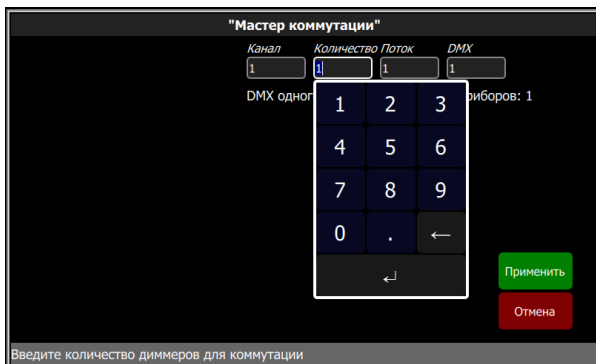 "Мастер коммутации"
Канал Количество Поток DMX
1 1 1 1
DMX одног риборов: 1
1 2 3
4 5 6
7 8 9
0 . ←
↵
Применить
Отмена
Введите количество диммеров для коммутации